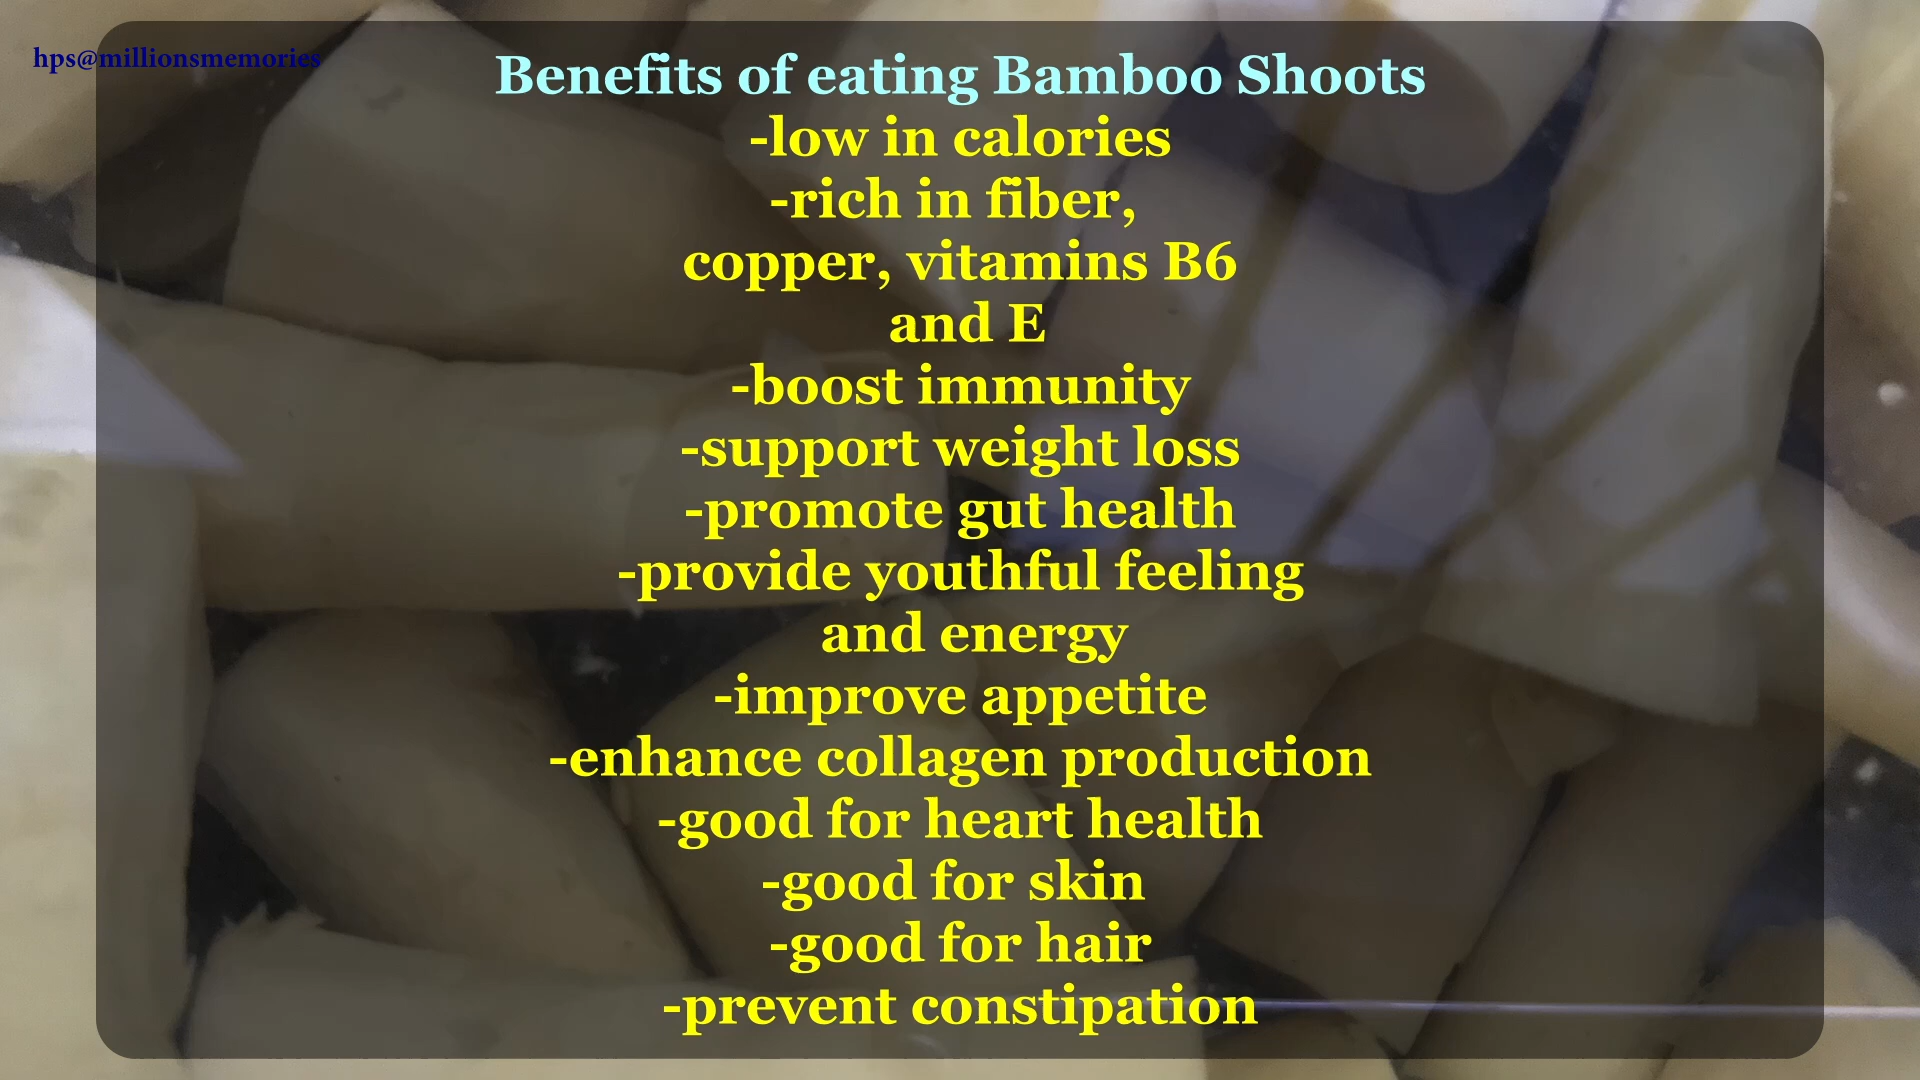 hps@millionsmemories
Benefits of eating Bamboo Shoots
-low in calories
-rich in fiber,
copper, vitamins B6
and E
-boost immunity
-support weight loss
-promote gut health
-provide youthful feeling
and energy
-improve appetite
-enhance collagen production
-good for heart health
-good for skin
-good for hair
-prevent constipation